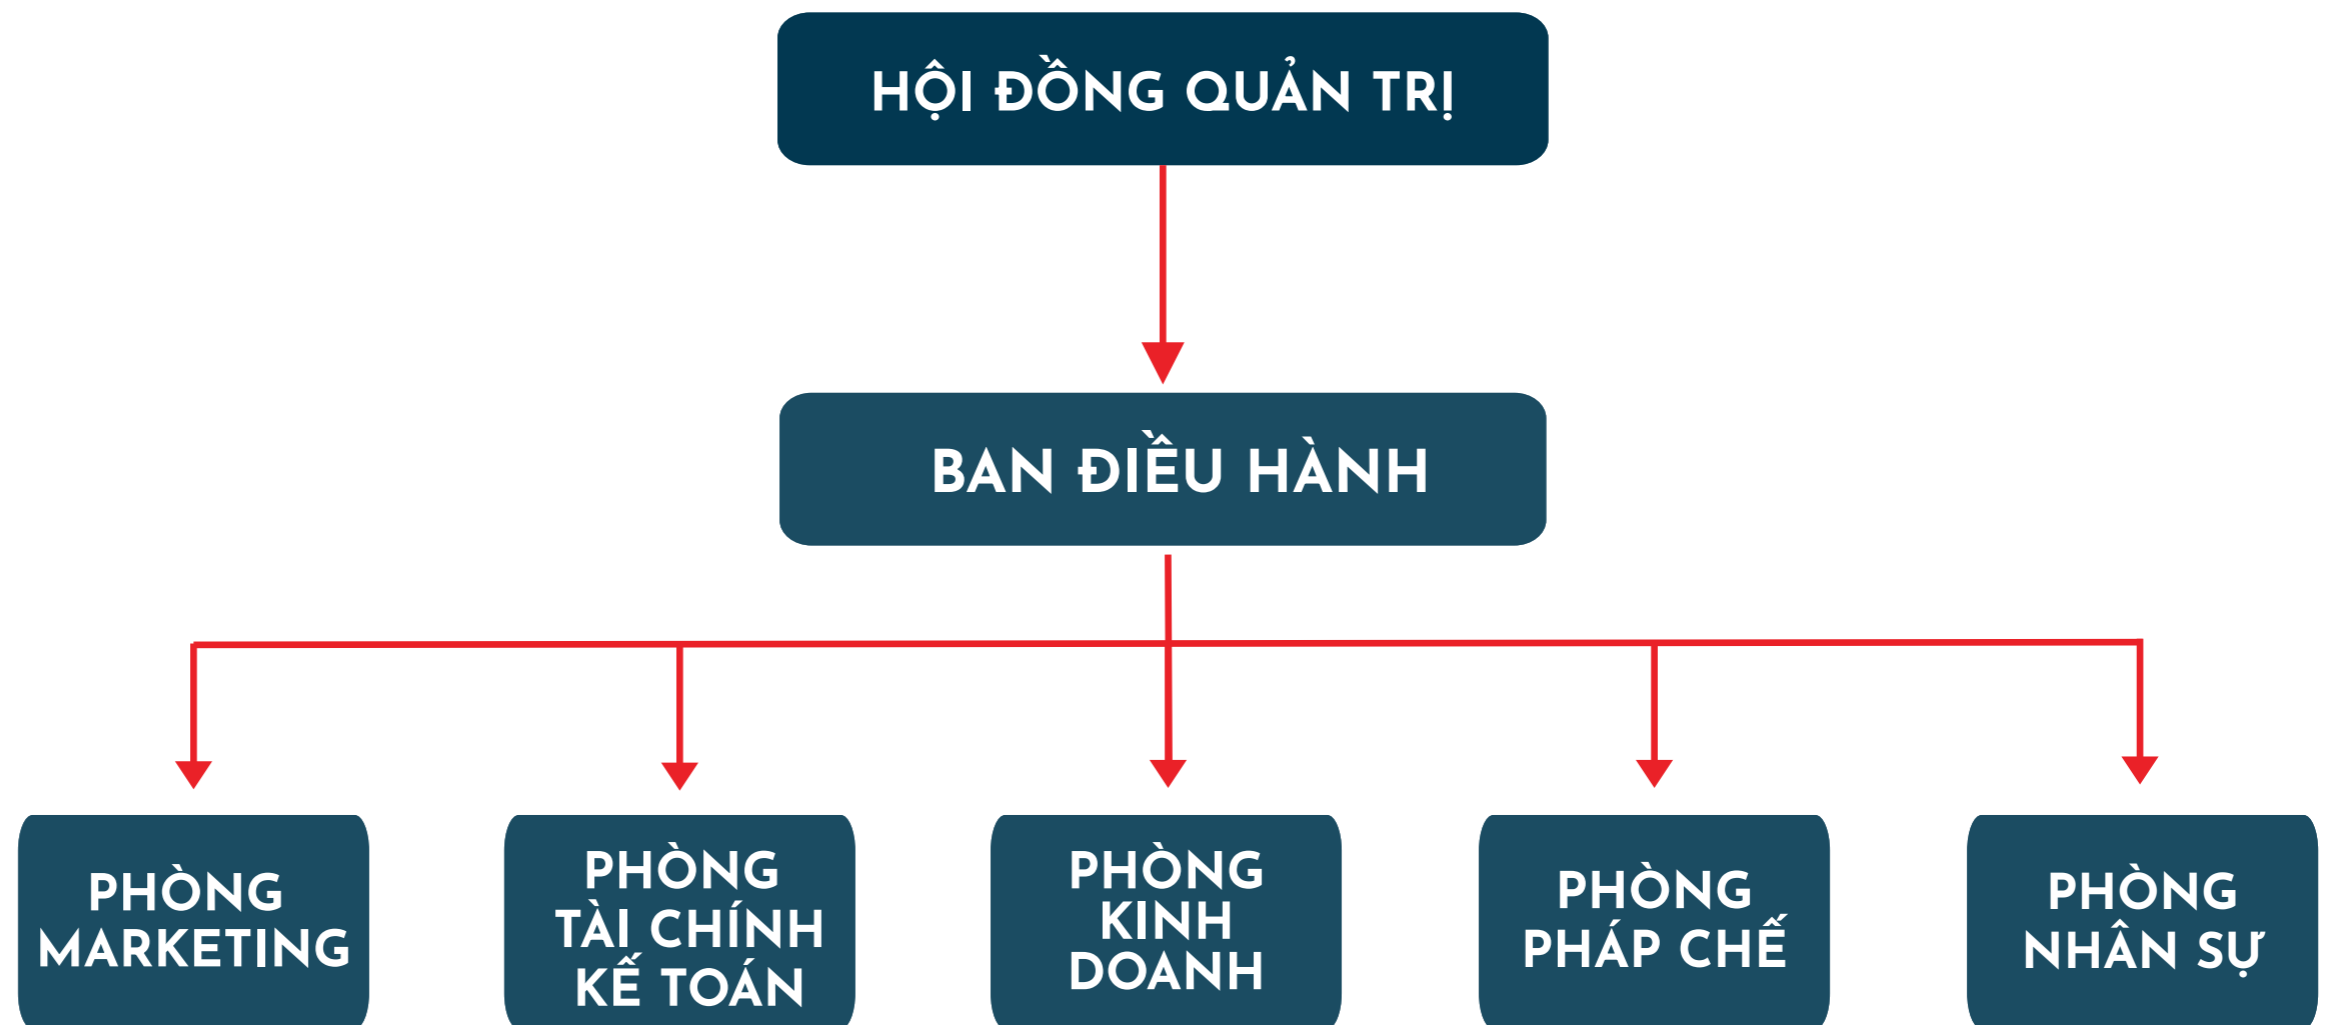 HỘI ĐỒNG QUẢN TRỊ
BAN ĐIỀU HÀNH
PHÒNG
MARKETING
PHÒNG
TÀI CHÍNH
KẾ TOÁN
PHÒNG
KINH
DOANH
PHÒNG
PHÁP CHẾ
PHÒNG
NHÂN SỰ